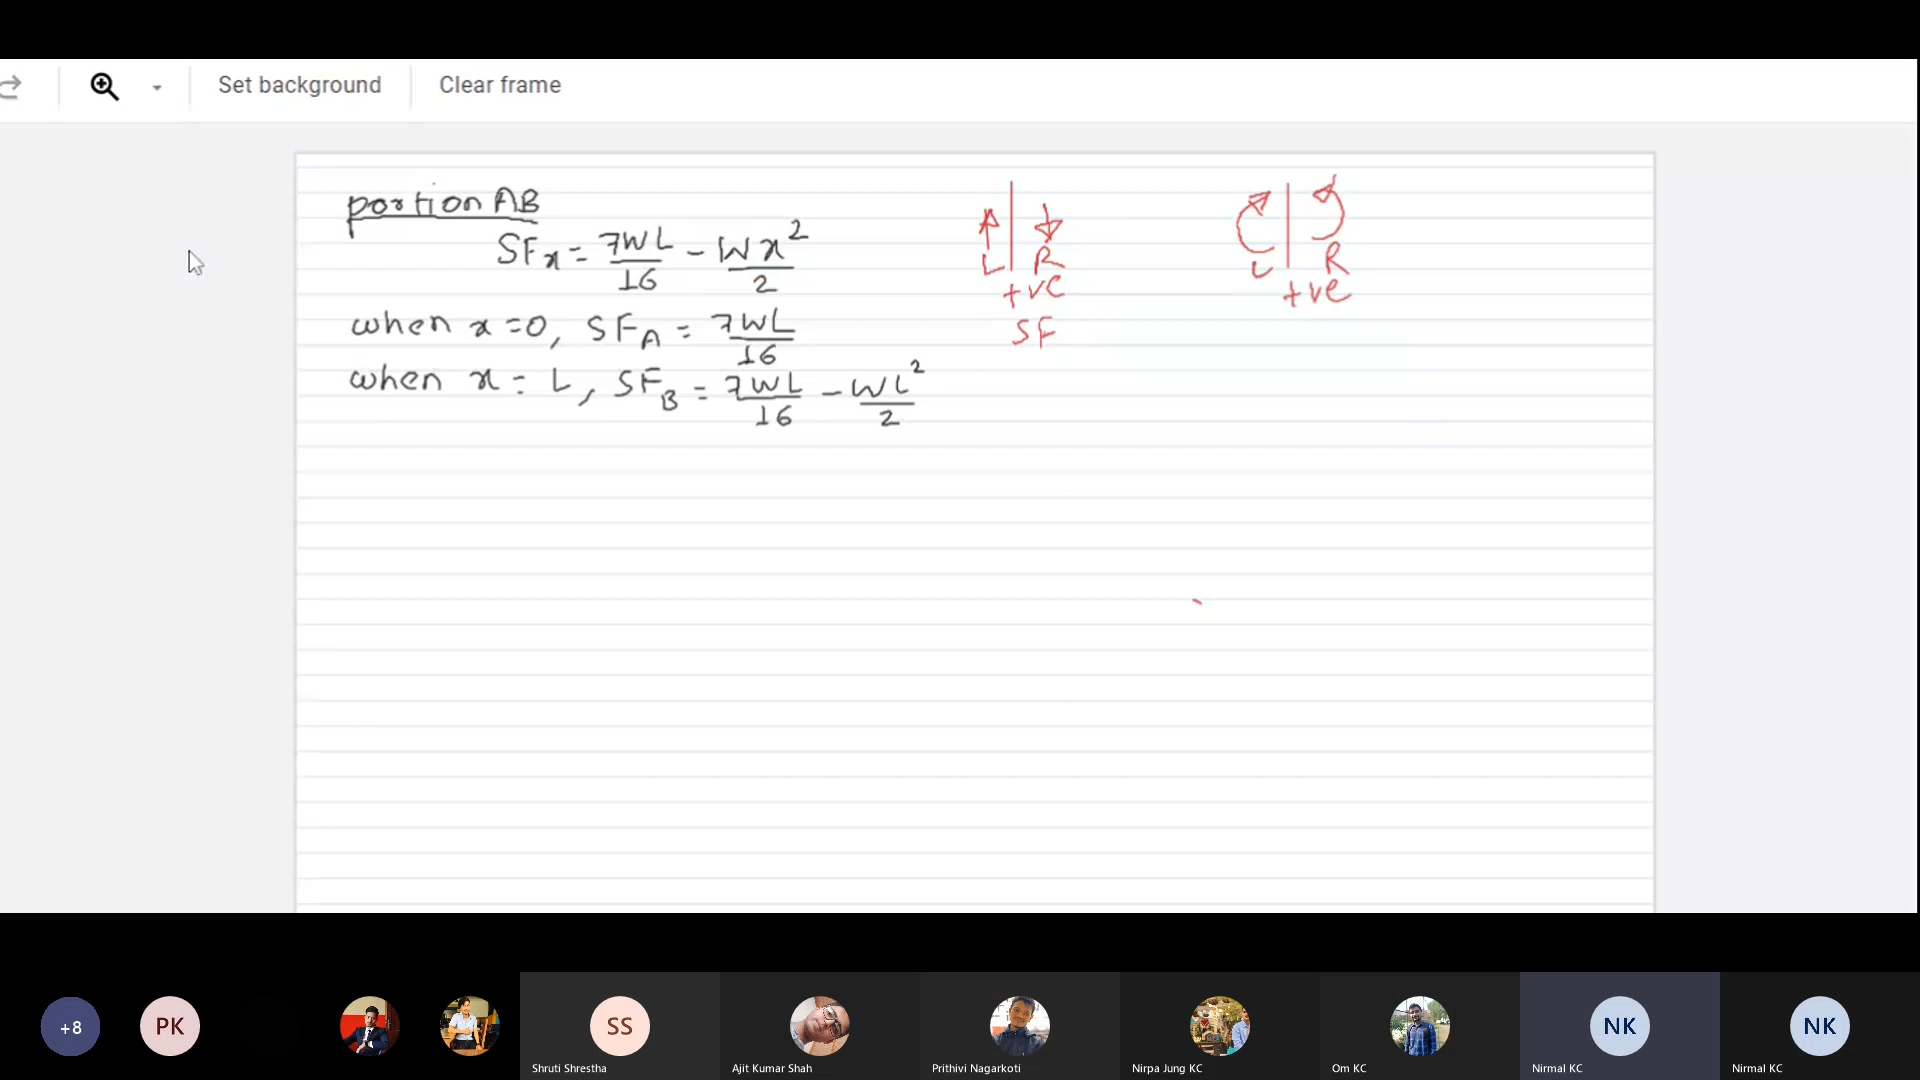 Set background Clear frame
portion AB
SFx = 7WL/16 - Wx²/2
when x = 0, SF_A = 7WL/16
when x = L, SF_B = 7WL/16 - WL²/2
L R
+ve
SF
L R
+ve
+8
PK
SS
NK
NK
Shruti Shrestha
Ajit Kumar Shah
Prithivi Nagarkoti
Nirpa Jung KC
Om KC
Nirmal KC
Nirmal KC